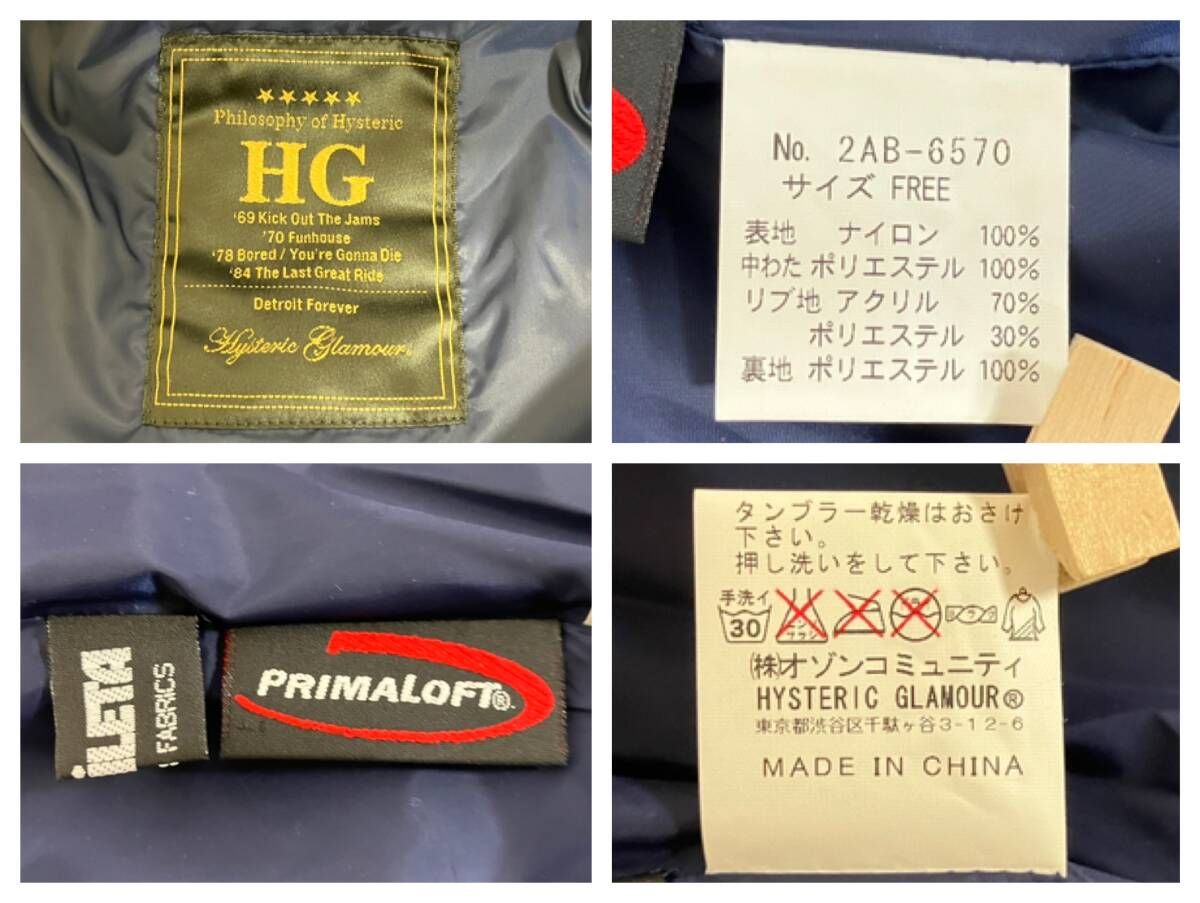 ★★★★★
Philosophy of Hysteric
HG
'69 Kick Out The Jams
'70 Funhouse
'78 Bored / You're Gonna Die
'84 The Last Great Ride
Detroit Forever
Hysteric Glamour.
No. 2AB-6570
サイズ FREE
表地 ナイロン 100%
中わた ポリエステル 100%
リブ地 アクリル 70%
ポリエステル 30%
裏地 ポリエステル 100%
FABRICS
PRIMALOFT®
タンブラー乾燥はおさけ
下さい。
押し洗いをして下さい。
手洗イ
30
(株)オゾンコミュニティ
HYSTERIC GLAMOUR®
東京都渋谷区千駄ヶ谷3-12-6
MADE IN CHINA